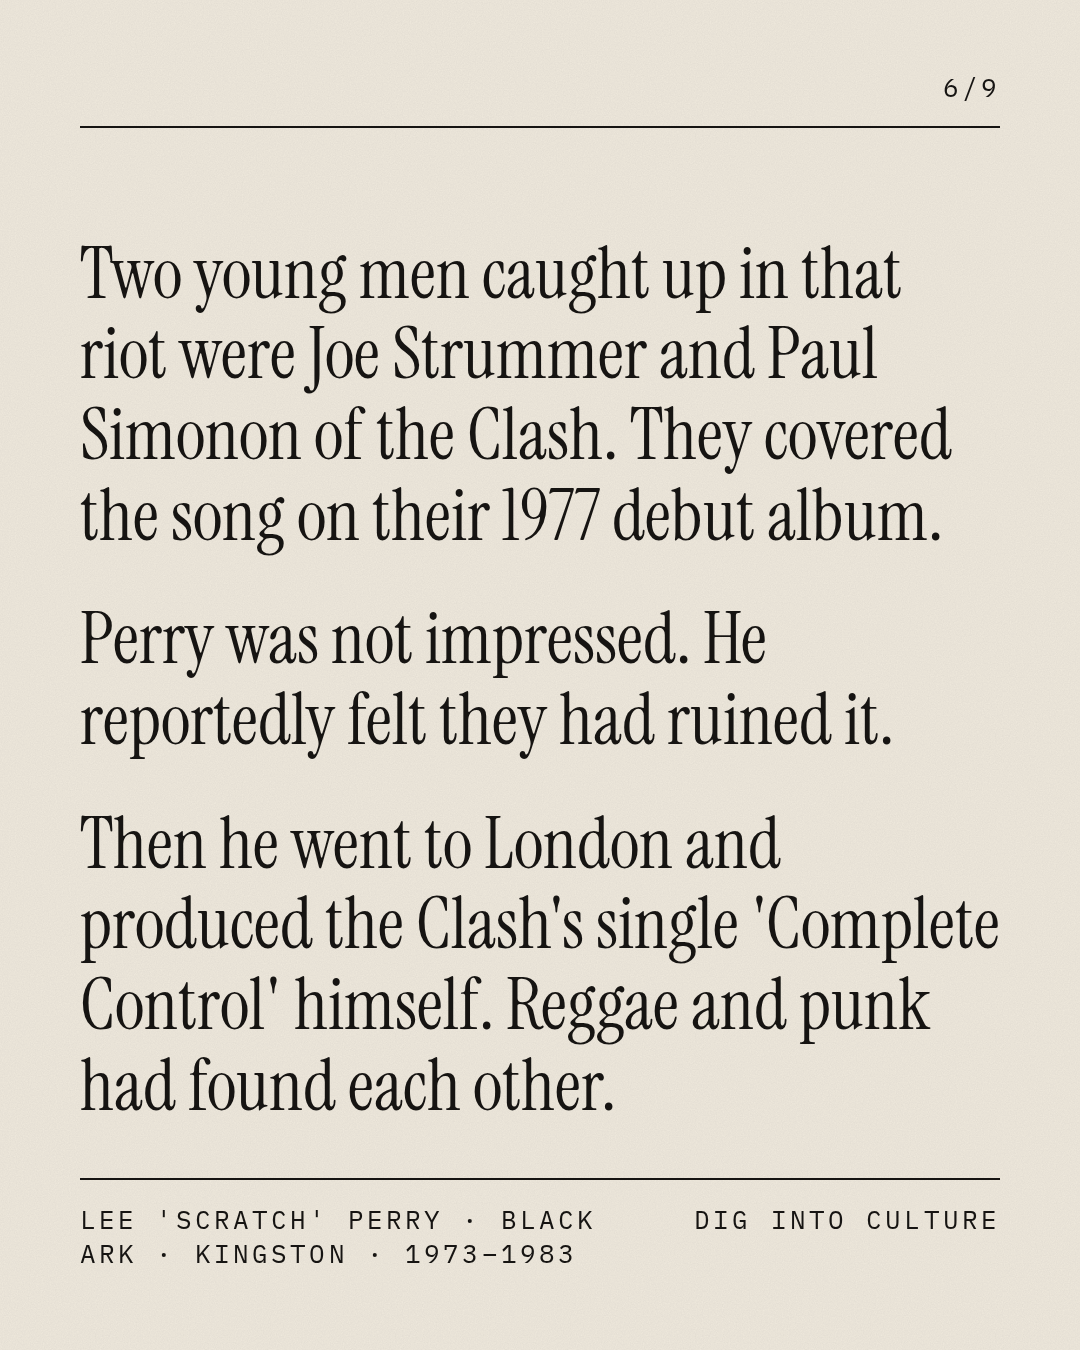 6/9
Two young men caught up in that
riot were Joe Strummer and Paul
Simonon of the Clash. They covered
the song on their 1977 debut album.
Perry was not impressed. He
reportedly felt they had ruined it.
Then he went to London and
produced the Clash's single 'Complete
Control' himself. Reggae and punk
had found each other.
LEE 'SCRATCH' PERRY · BLACK
ARK · KINGSTON · 1973–1983
DIG INTO CULTURE